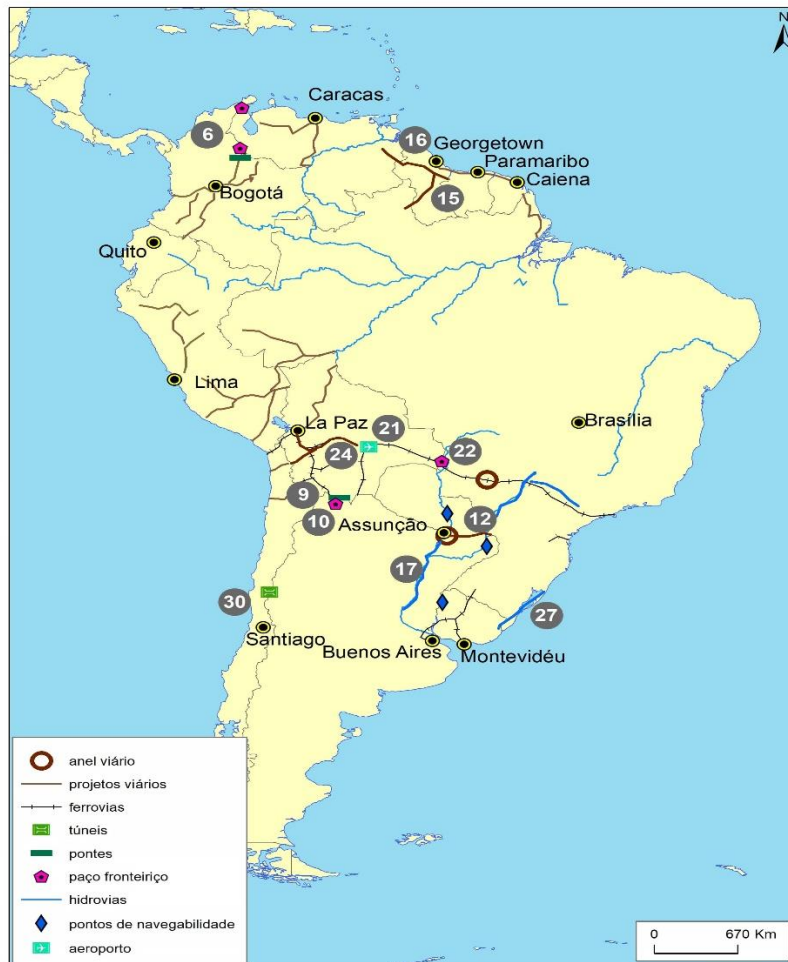 N
Caracas
6
16
Georgetown
Paramaribo
Caiena
15
Bogotá
Quito
Lima
La Paz
21
Brasília
24
22
9
10
Assunção
12
17
30
27
Santiago
Buenos Aires
Montevidéu
anel viário
projetos viários
ferrovias
túneis
pontes
paço fronteiriço
hidrovias
pontos de navegabilidade
aeroporto
0 670 Km